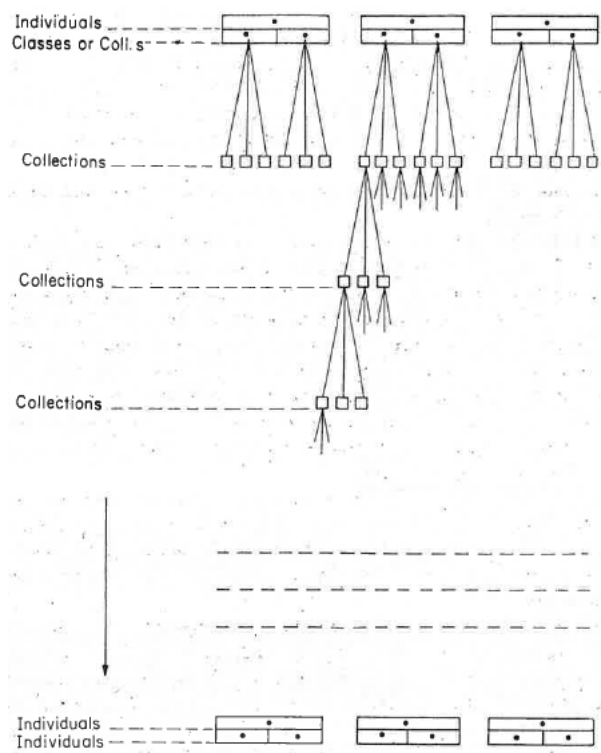 Individuals
Classes or Coll. s
Collections
Collections
Collections
Individuals
Individuals